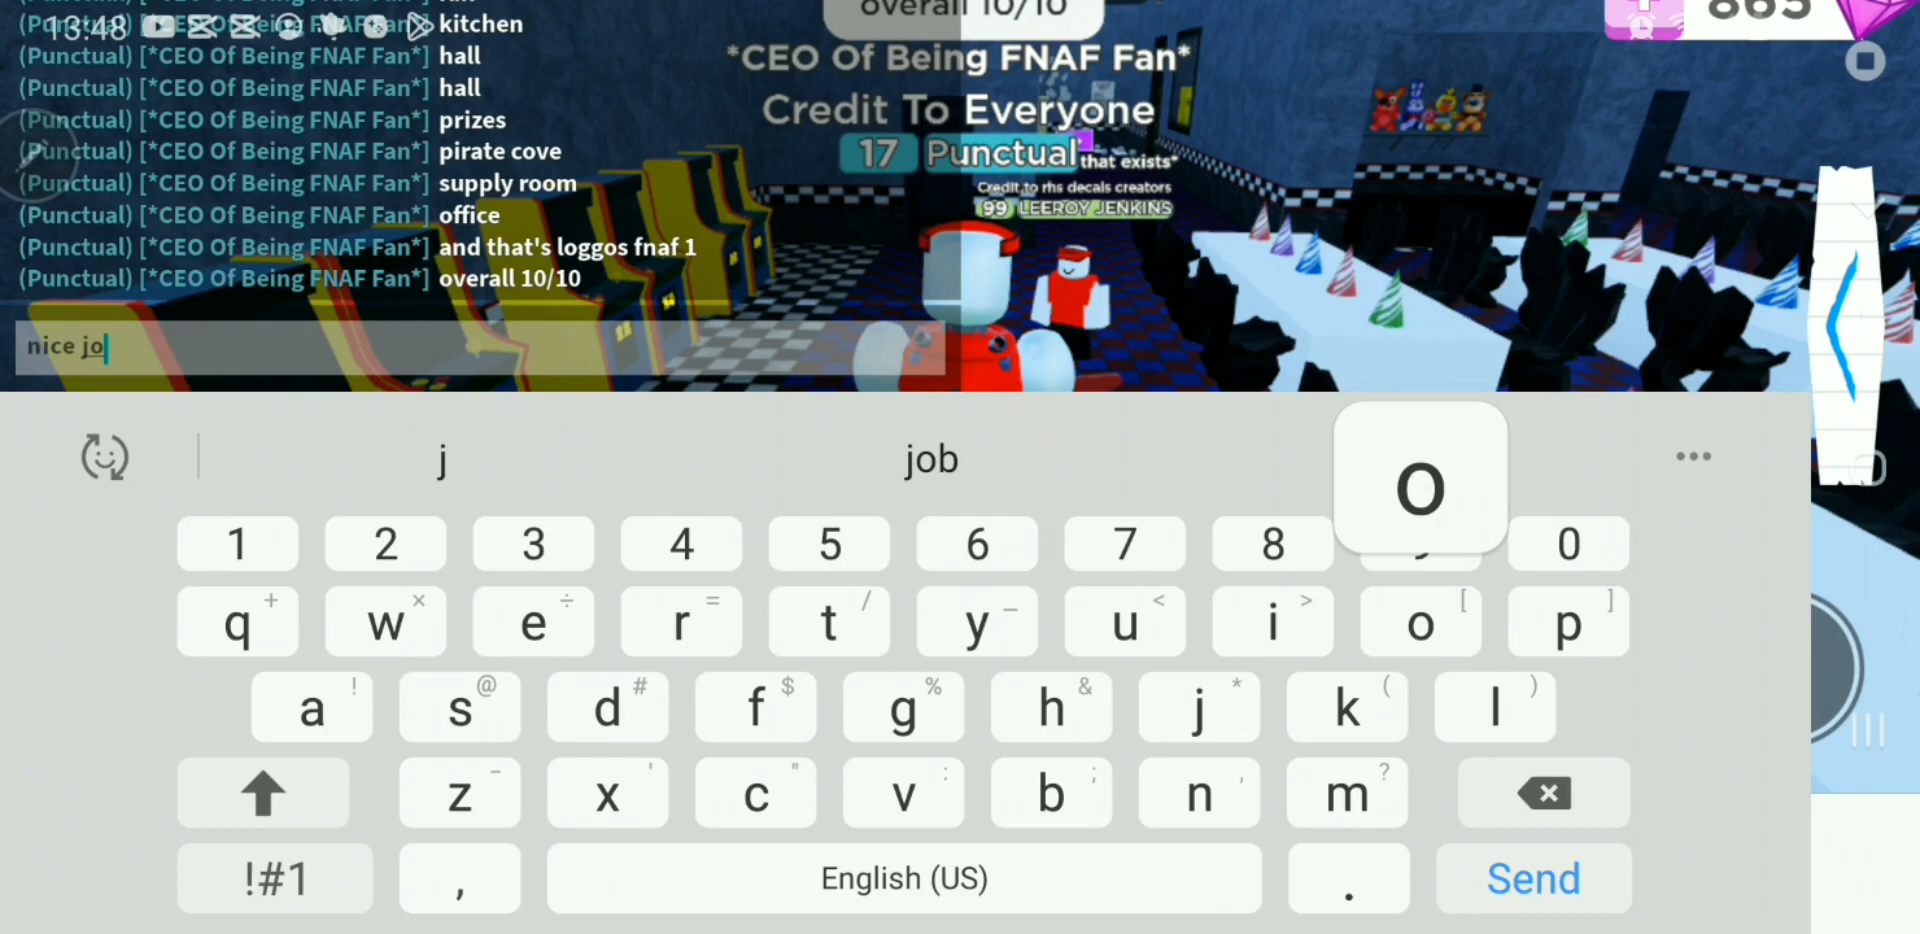 13:48
kitchen
(Punctual) [*CEO Of Being FNAF Fan*] hall
(Punctual) [*CEO Of Being FNAF Fan*] hall
(Punctual) [*CEO Of Being FNAF Fan*] prizes
(Punctual) [*CEO Of Being FNAF Fan*] pirate cove
(Punctual) [*CEO Of Being FNAF Fan*] supply room
(Punctual) [*CEO Of Being FNAF Fan*] office
(Punctual) [*CEO Of Being FNAF Fan*] and that's loggos fnaf 1
(Punctual) [*CEO Of Being FNAF Fan*] overall 10/10
nice jo
overall 10/10
*CEO Of Being FNAF Fan*
Credit To Everyone
17 Punctual
that exists*
Credit to rhs decals creators
99 LEEROY JENKINS
865
j job
o
1 2 3 4 5 6 7 8 0
q + w × e ÷ r = t / y _ u < i > o [ p ]
a ! s @ d # f $ g % h & j * k ( l )
z - x ' c " v : b ; n , m ?
!#1 , English (US) . Send